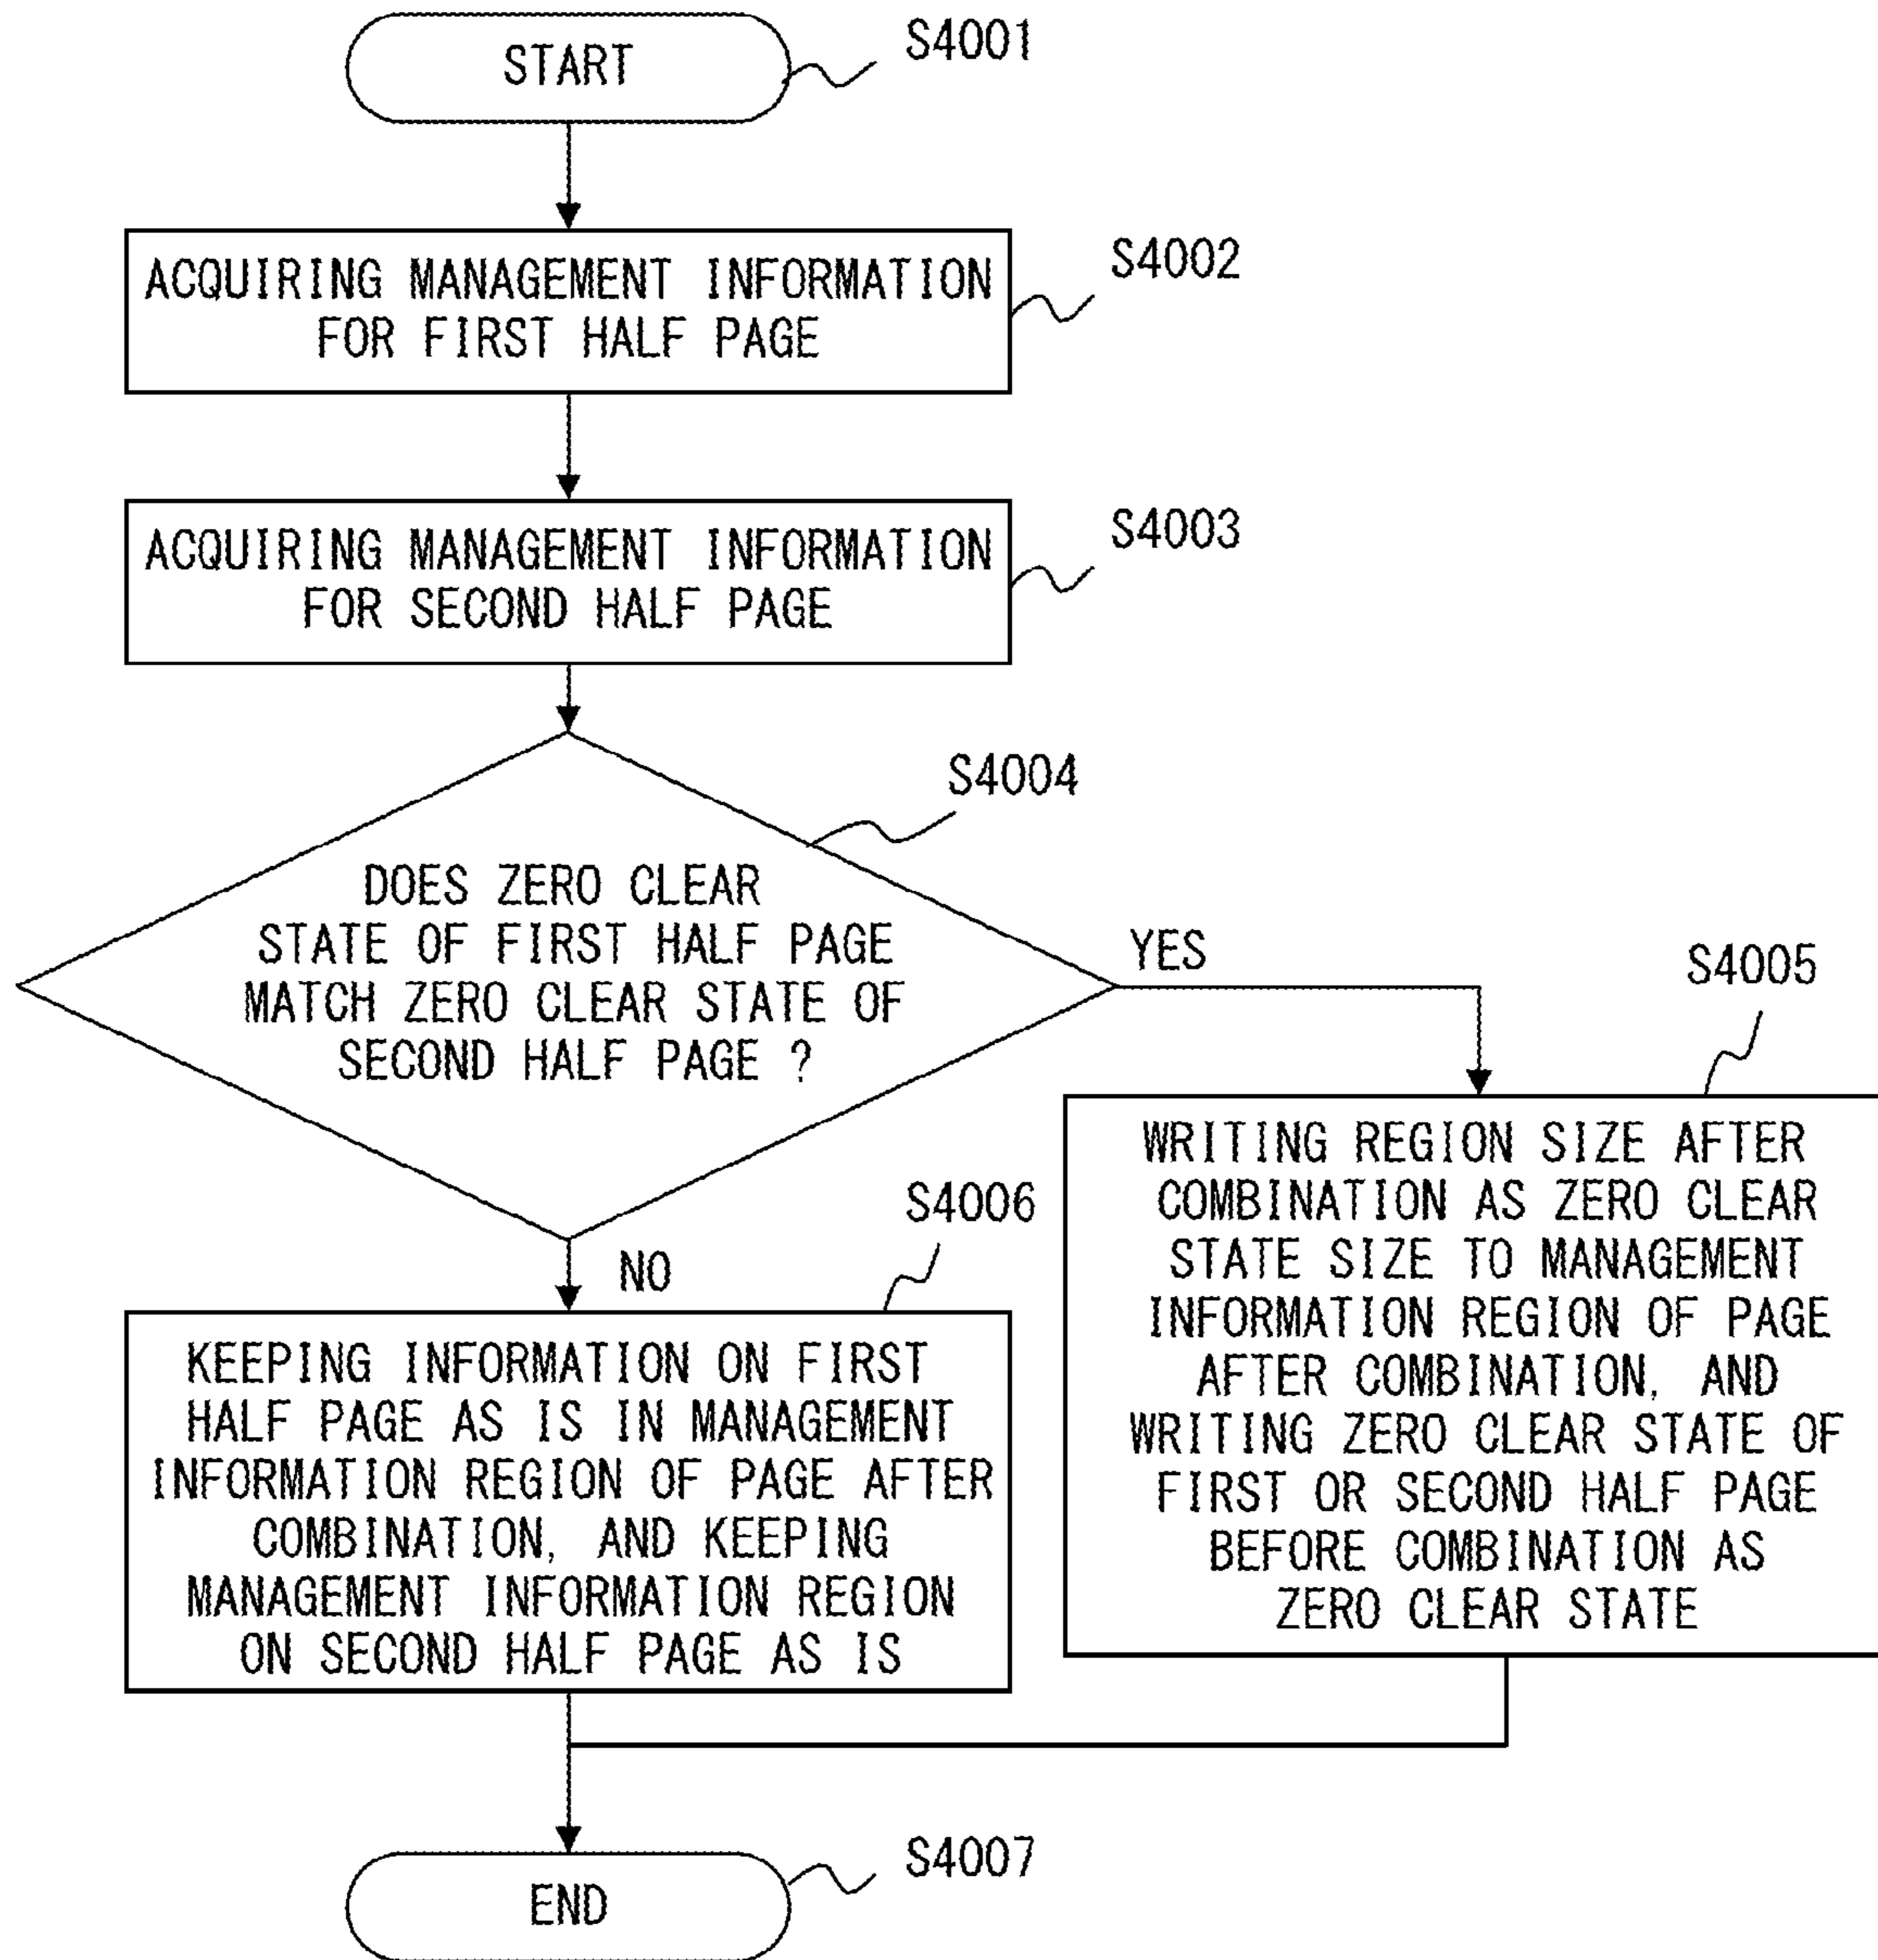 START
S4001
ACQUIRING MANAGEMENT INFORMATION
FOR FIRST HALF PAGE
S4002
ACQUIRING MANAGEMENT INFORMATION
FOR SECOND HALF PAGE
S4003
S4004
DOES ZERO CLEAR
STATE OF FIRST HALF PAGE
MATCH ZERO CLEAR STATE OF
SECOND HALF PAGE ?
YES
S4005
WRITING REGION SIZE AFTER
COMBINATION AS ZERO CLEAR
STATE SIZE TO MANAGEMENT
INFORMATION REGION OF PAGE
AFTER COMBINATION, AND
WRITING ZERO CLEAR STATE OF
FIRST OR SECOND HALF PAGE
BEFORE COMBINATION AS
ZERO CLEAR STATE
NO
S4006
KEEPING INFORMATION ON FIRST
HALF PAGE AS IS IN MANAGEMENT
INFORMATION REGION OF PAGE AFTER
COMBINATION, AND KEEPING
MANAGEMENT INFORMATION REGION
ON SECOND HALF PAGE AS IS
END
S4007